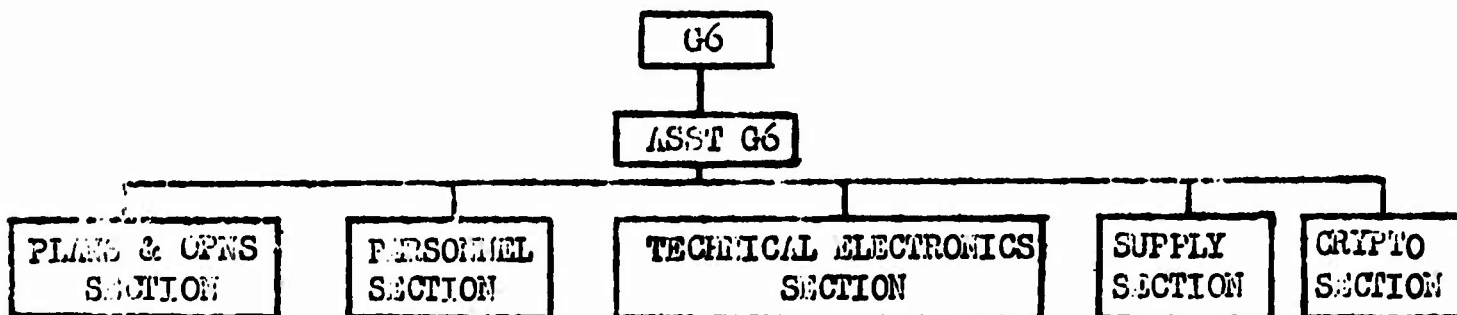 G6
ASST G6
PLANS & OPNS
SECTION
PERSONNEL
SECTION
TECHNICAL ELECTRONICS
SECTION
SUPPLY
SECTION
CRYPTO
SECTION